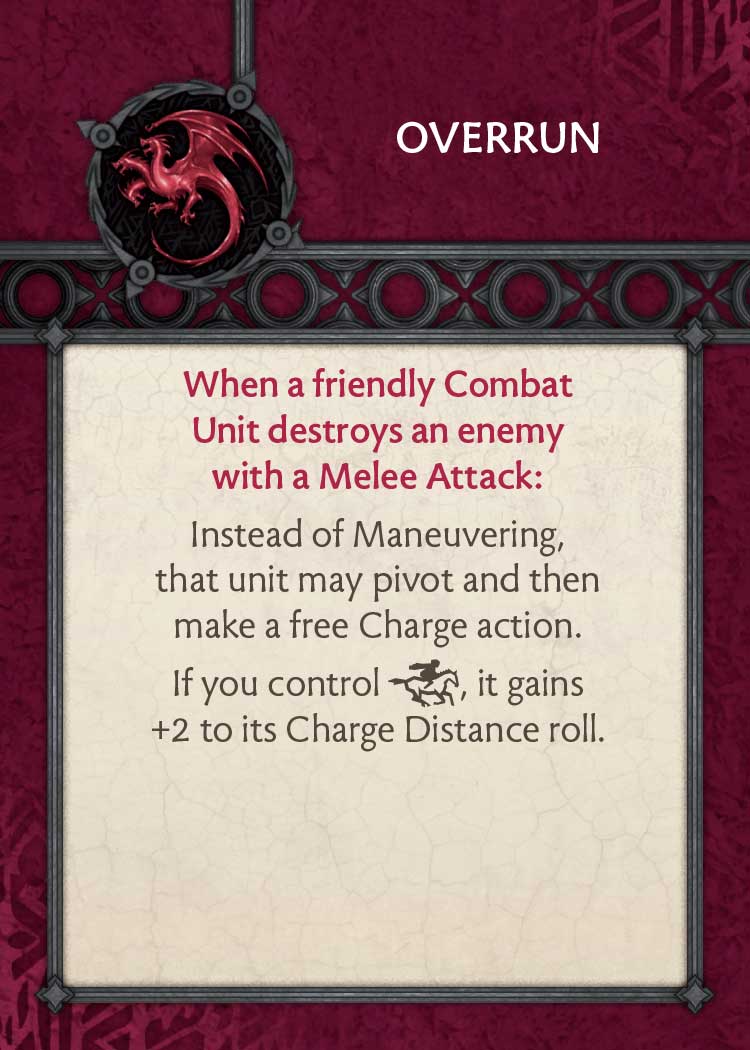 OVERRUN
When a friendly Combat
Unit destroys an enemy
with a Melee Attack:
Instead of Maneuvering,
that unit may pivot and then
make a free Charge action.
If you control , it gains
+2 to its Charge Distance roll.